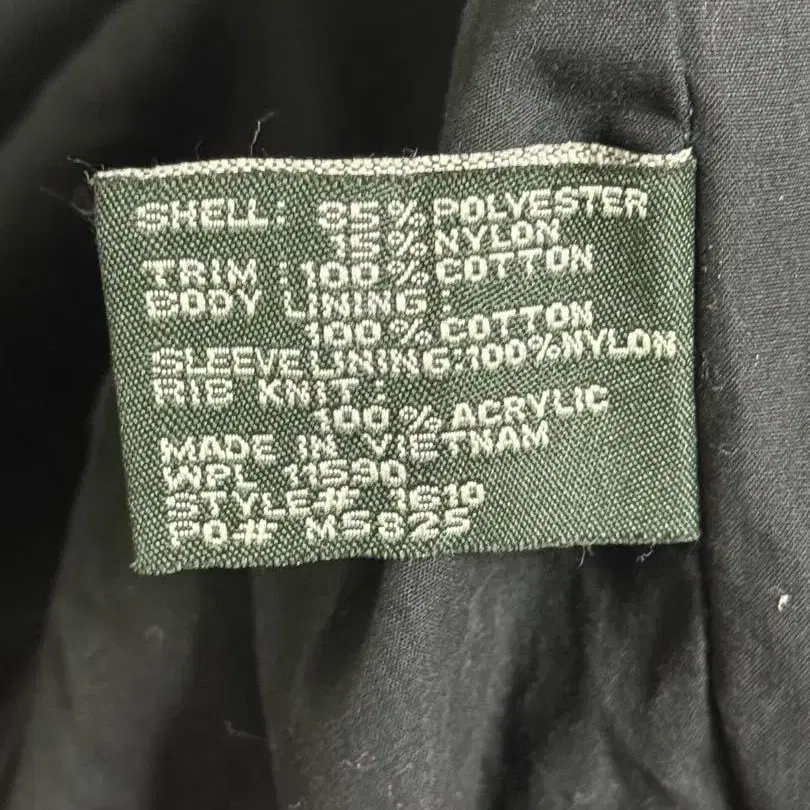 SHELL: 85% POLYESTER
15% NYLON
TRIM :100% COTTON
BODY LINING :
100% COTTON
SLEEVE LINING:100%NYLON
RIB KNIT:
100% ACRYLIC
MADE IN VIETNAM
WPL 11590
STYLE# 1610
PO# M5825